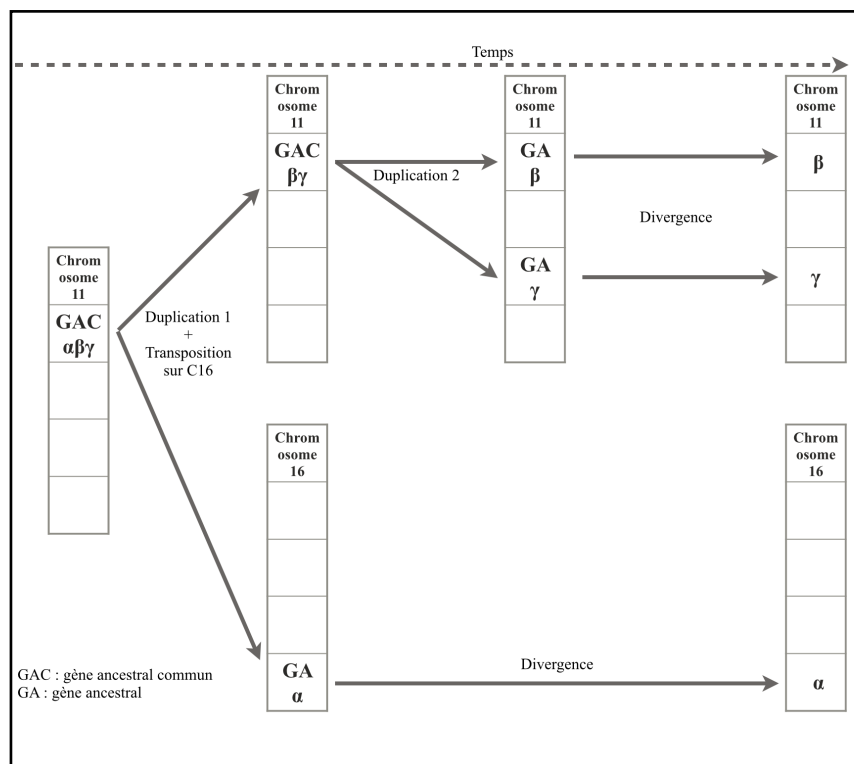 Temps
Chrom
osome
11
GAC
αβγ
Duplication 1
+
Transposition
sur C16
Chrom
osome
11
GAC
βγ
Duplication 2
Chrom
osome
11
GA
β
GA
γ
Divergence
Chrom
osome
11
β
γ
Chrom
osome
16
GA
α
Divergence
Chrom
osome
16
α
GAC : gène ancestral commun
GA : gène ancestral